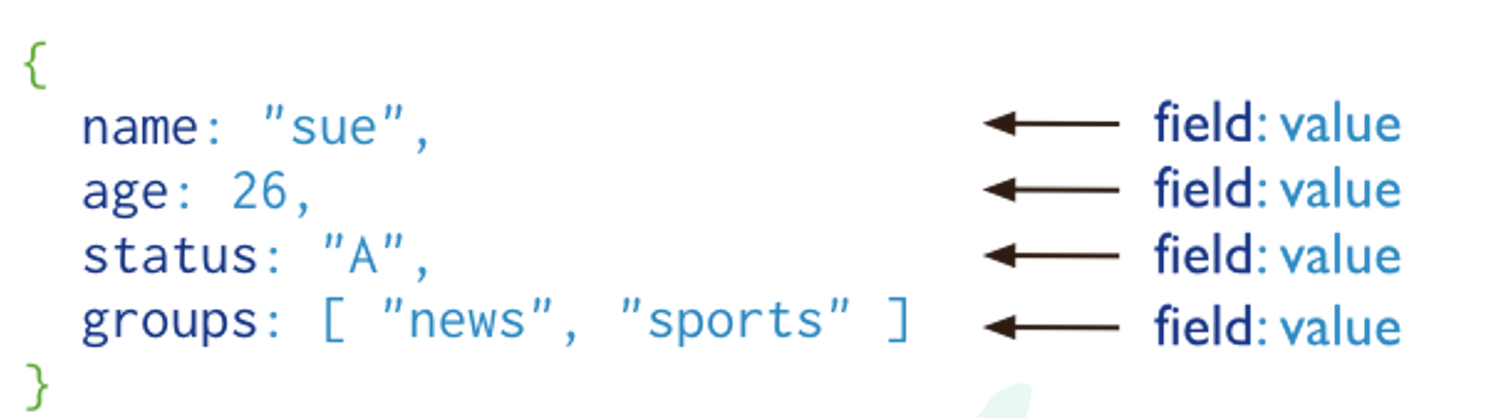 {
name: "sue", field: value
age: 26, field: value
status: "A", field: value
groups: [ "news", "sports" ] field: value
}